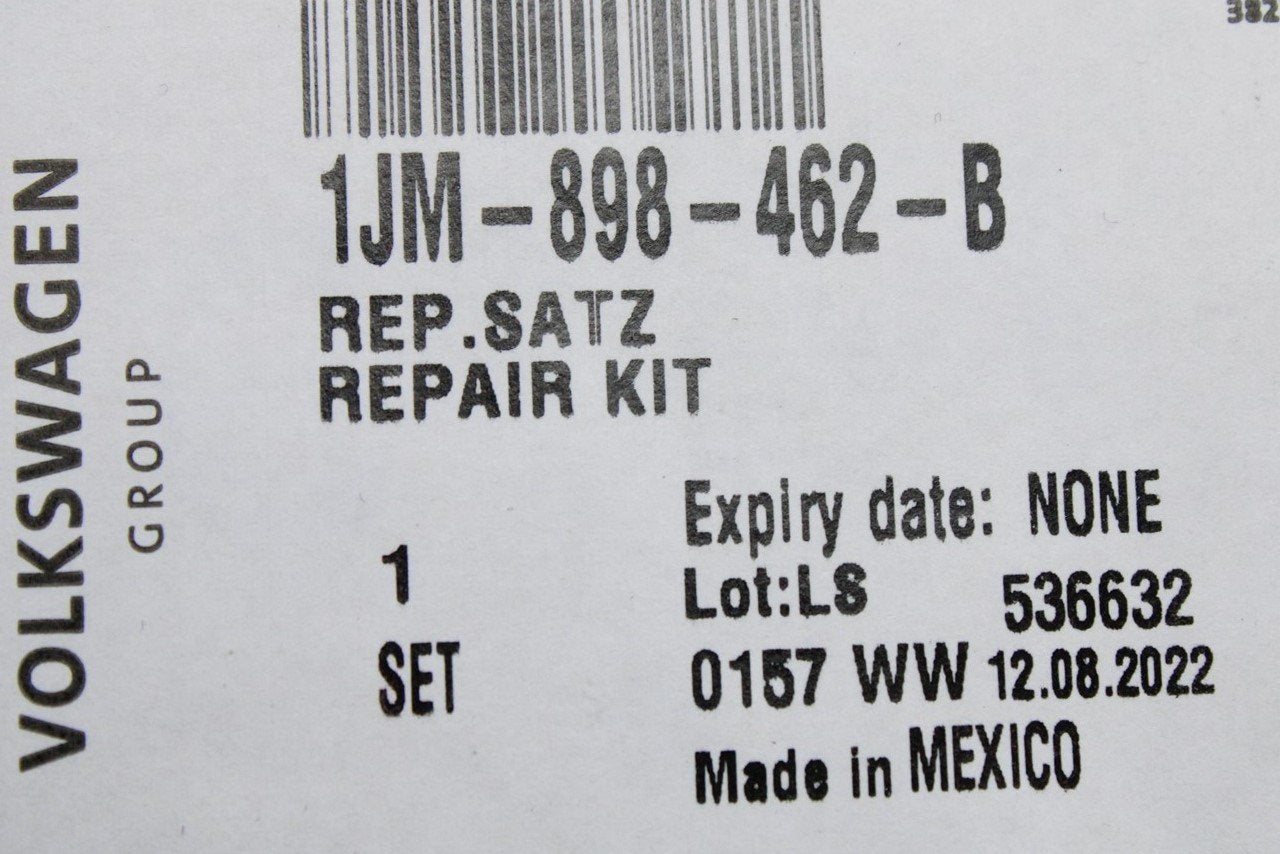 382
1JM-898-462-B
REP.SATZ
REPAIR KIT
VOLKSWAGEN
GROUP
1
SET
Expiry date: NONE
Lot:LS 536632
0157 WW 12.08.2022
Made in MEXICO